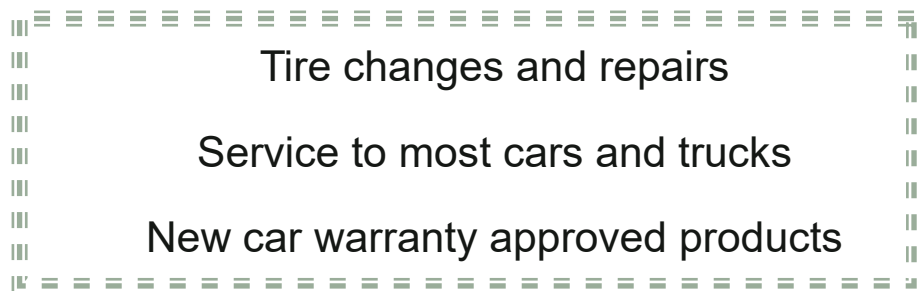 Tire changes and repairs
Service to most cars and trucks
New car warranty approved products